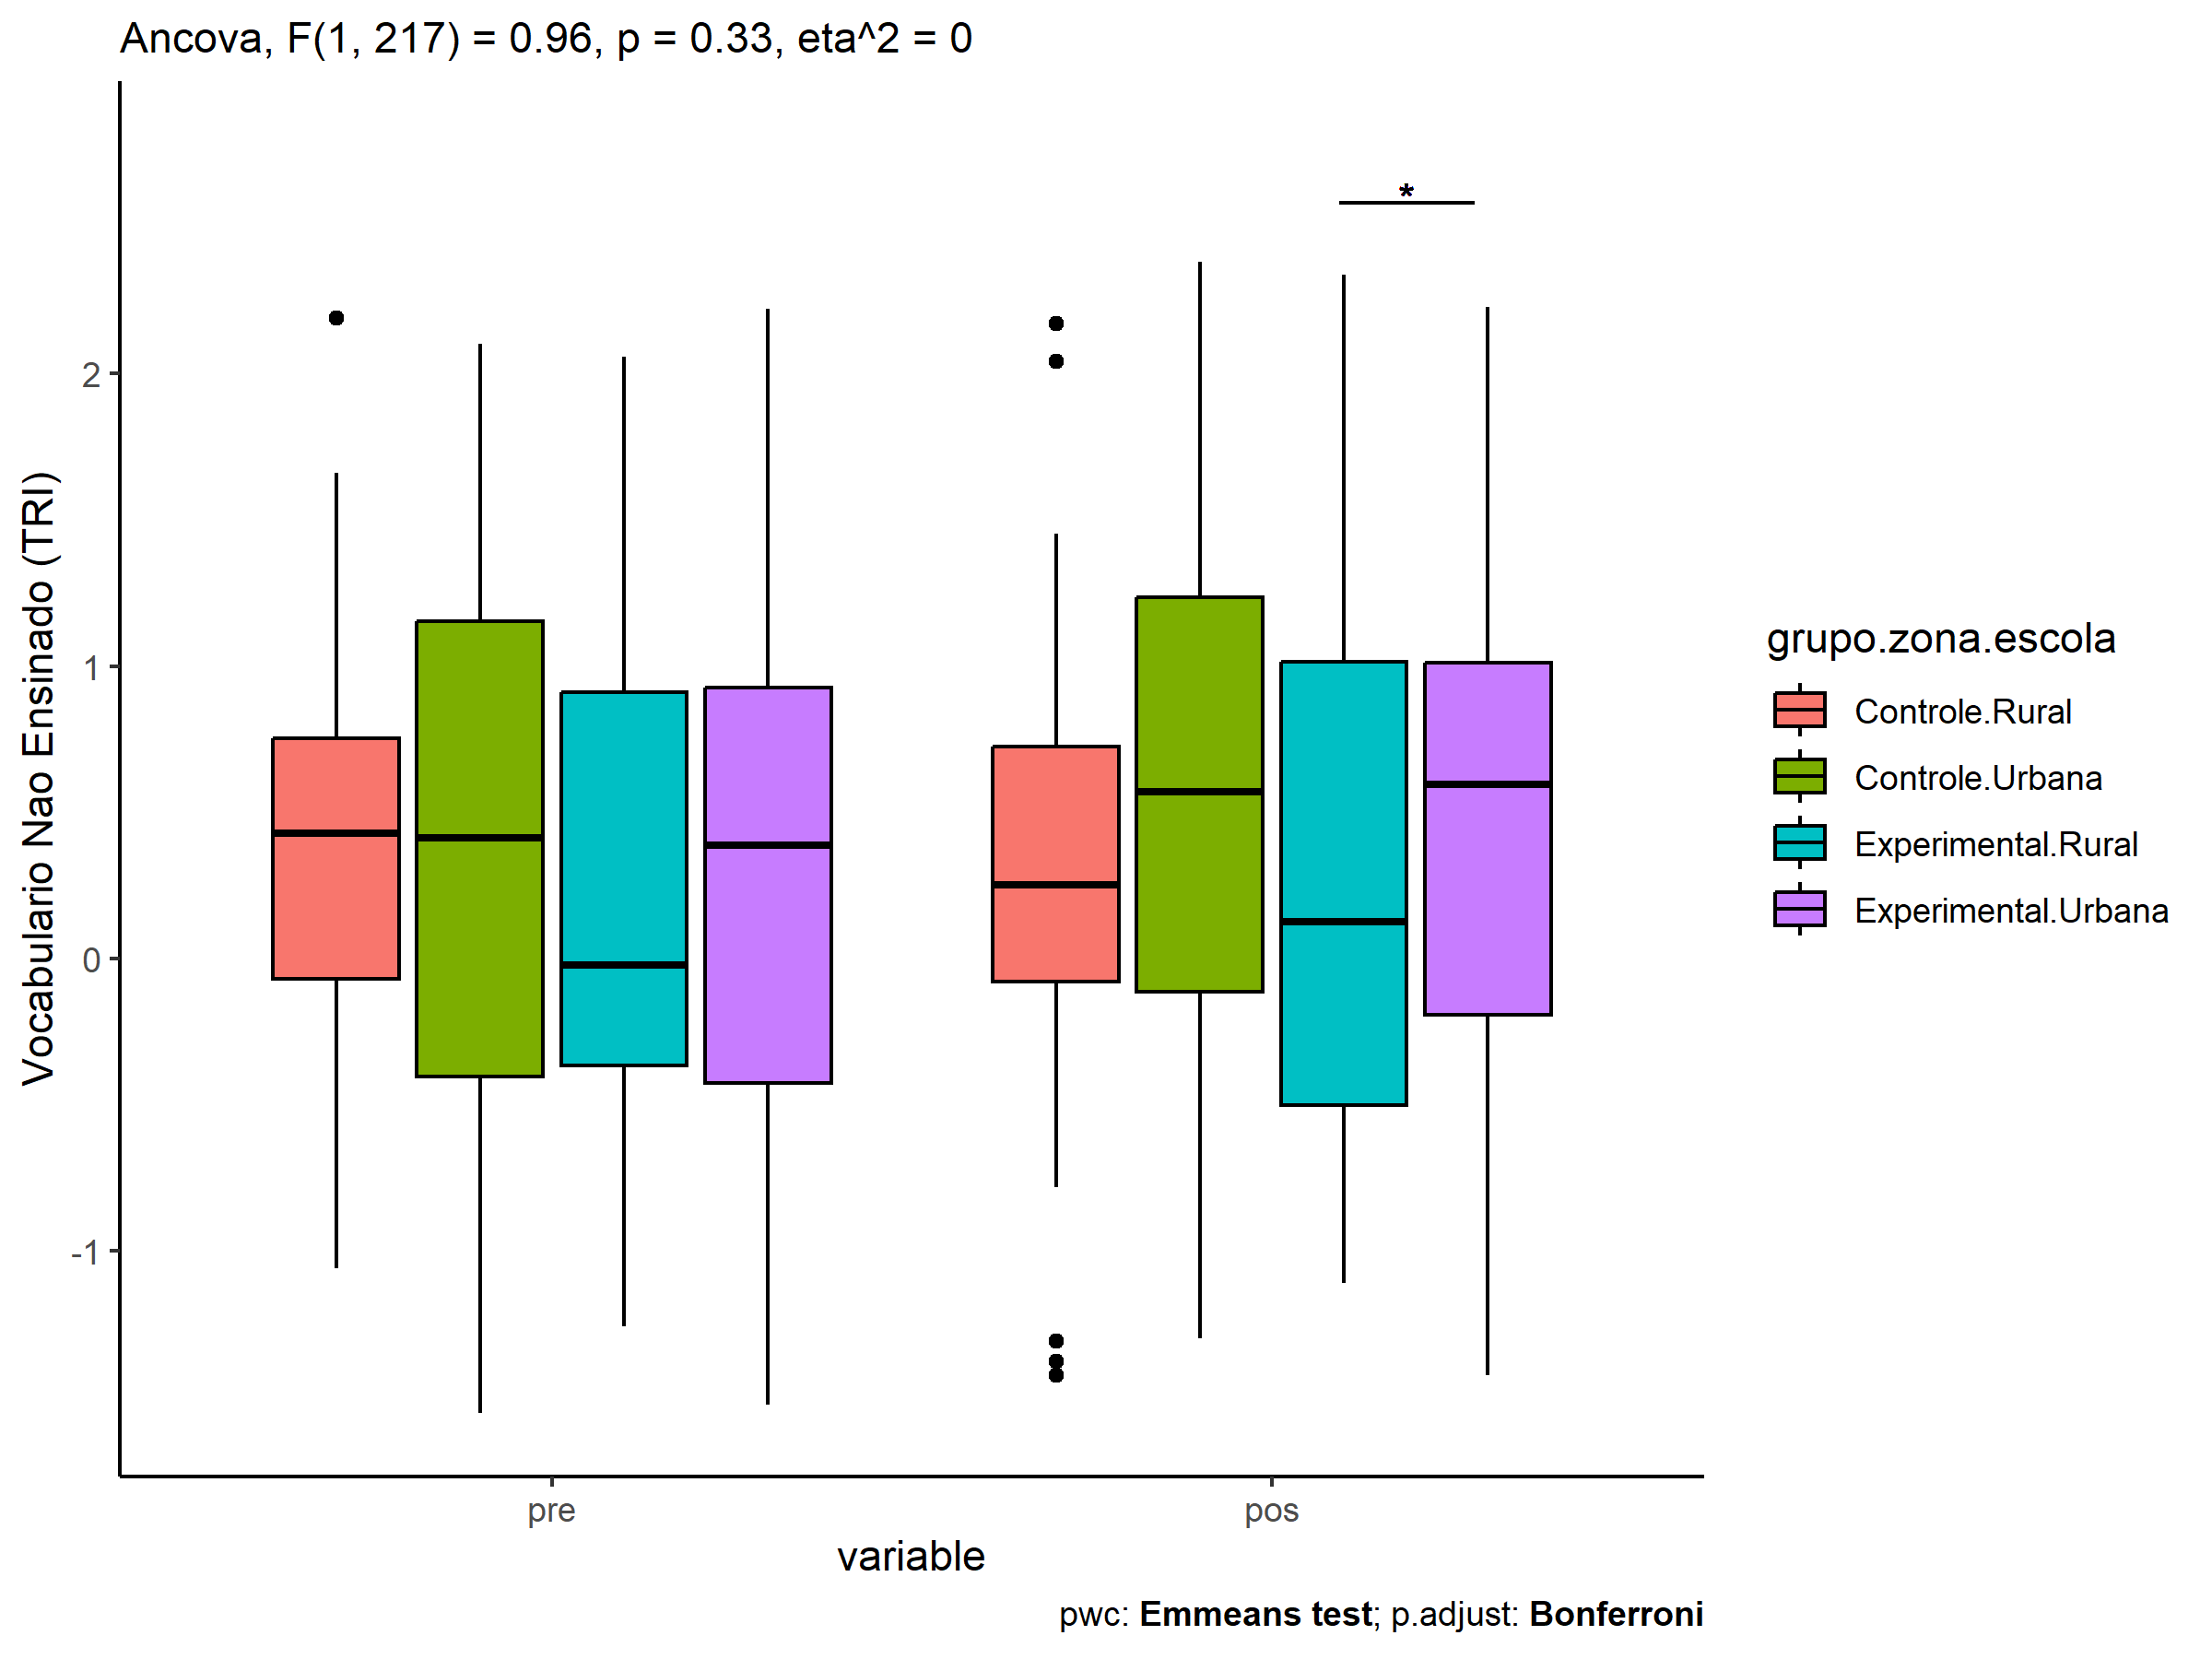 Ancova, F(1, 217) = 0.96, p = 0.33, eta^2 = 0
*
Vocabulario Nao Ensinado (TRI)
2
1
0
-1
pre
pos
variable
grupo.zona.escola
Controle.Rural
Controle.Urbana
Experimental.Rural
Experimental.Urbana
pwc: Emmeans test; p.adjust: Bonferroni